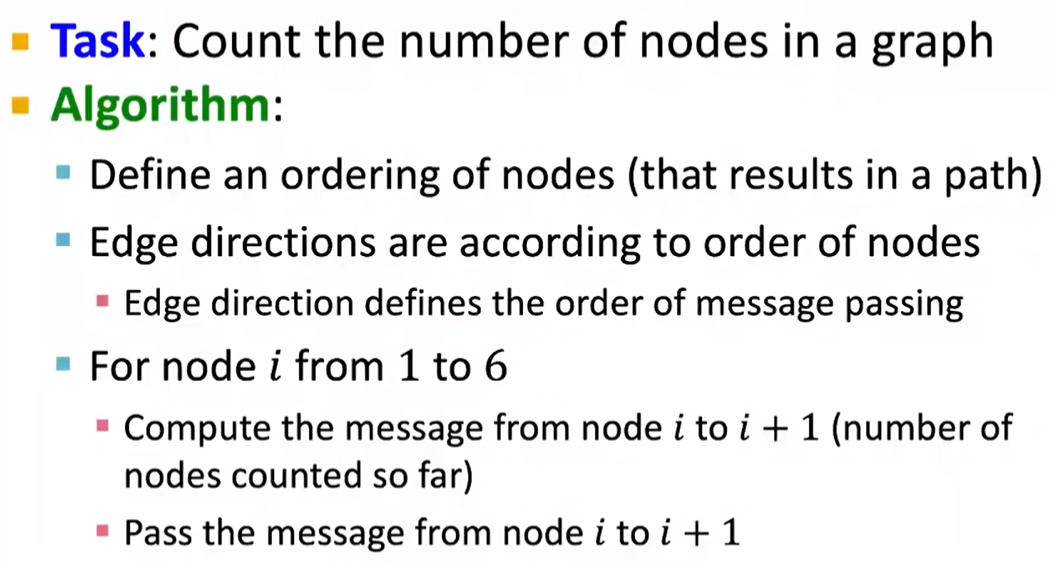 Task: Count the number of nodes in a graph
Algorithm:
Define an ordering of nodes (that results in a path)
Edge directions are according to order of nodes
Edge direction defines the order of message passing
For node i from 1 to 6
Compute the message from node i to i + 1 (number of
nodes counted so far)
Pass the message from node i to i + 1